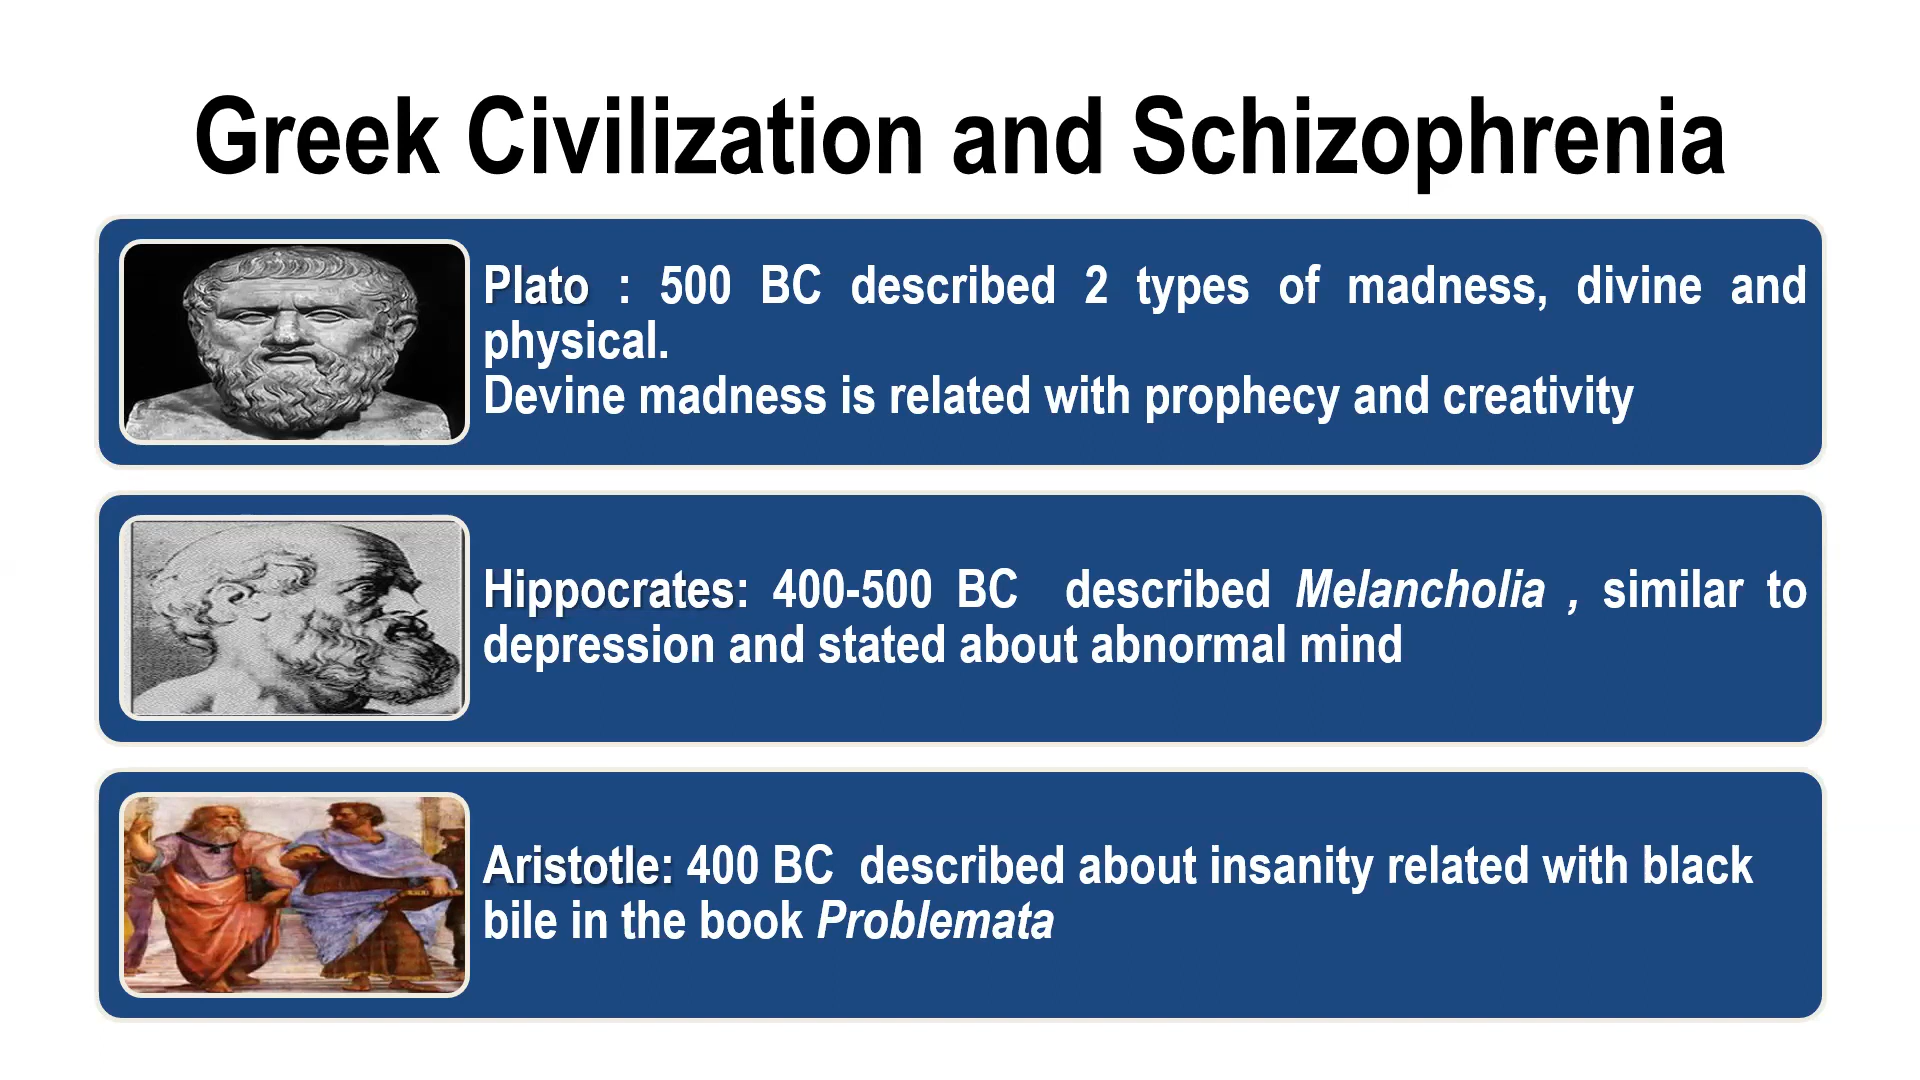 Greek Civilization and Schizophrenia
Plato : 500 BC described 2 types of madness, divine and
physical.
Devine madness is related with prophecy and creativity
Hippocrates: 400-500 BC described Melancholia , similar to
depression and stated about abnormal mind
Aristotle: 400 BC described about insanity related with black
bile in the book Problemata